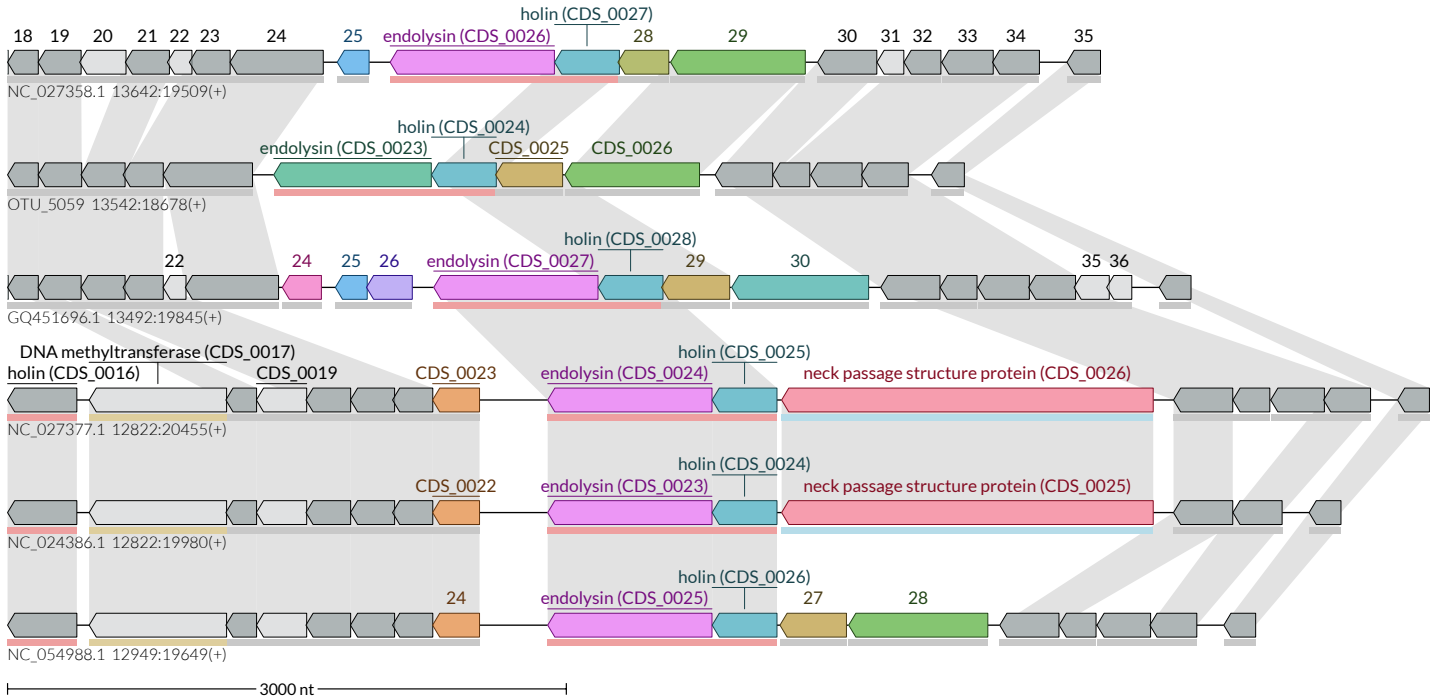 holin (CDS_0027)
18 19 20 21 22 23 24 25 endolysin (CDS_0026) 28 29 30 31 32 33 34 35
NC_027358.1 13642:19509(+)
holin (CDS_0024)
endolysin (CDS_0023) CDS_0025 CDS_0026
OTU_5059 13542:18678(+)
holin (CDS_0028)
22 24 25 26 endolysin (CDS_0027) 29 30 35 36
GQ451696.1 13492:19845(+)
DNA methyltransferase (CDS_0017) holin (CDS_0025)
holin (CDS_0016) CDS_0019 CDS_0023 endolysin (CDS_0024) neck passage structure protein (CDS_0026)
NC_027377.1 12822:20455(+)
holin (CDS_0024)
CDS_0022 endolysin (CDS_0023) neck passage structure protein (CDS_0025)
NC_024386.1 12822:19980(+)
holin (CDS_0026)
24 endolysin (CDS_0025) 27 28
NC_054988.1 12949:19649(+)
3000 nt